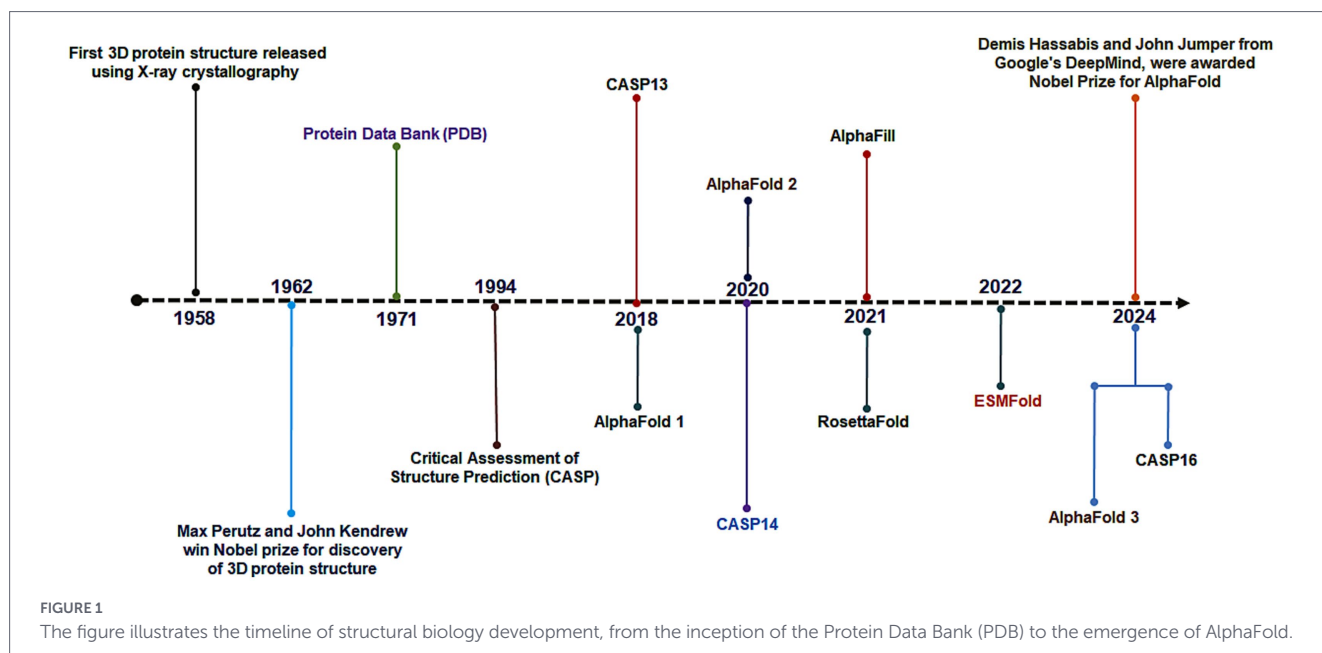 First 3D protein structure released
using X-ray crystallography
Protein Data Bank (PDB)
CASP13
AlphaFold 2
AlphaFill
Demis Hassabis and John Jumper from
Google's DeepMind, were awarded
Nobel Prize for AlphaFold
1962
1994
2020
2022
1958
1971
2018
2021
2024
AlphaFold 1
RosettaFold
ESMFold
Critical Assessment of
Structure Prediction (CASP)
CASP16
AlphaFold 3
Max Perutz and John Kendrew
win Nobel prize for discovery
of 3D protein structure
CASP14
FIGURE 1
The figure illustrates the timeline of structural biology development, from the inception of the Protein Data Bank (PDB) to the emergence of AlphaFold.